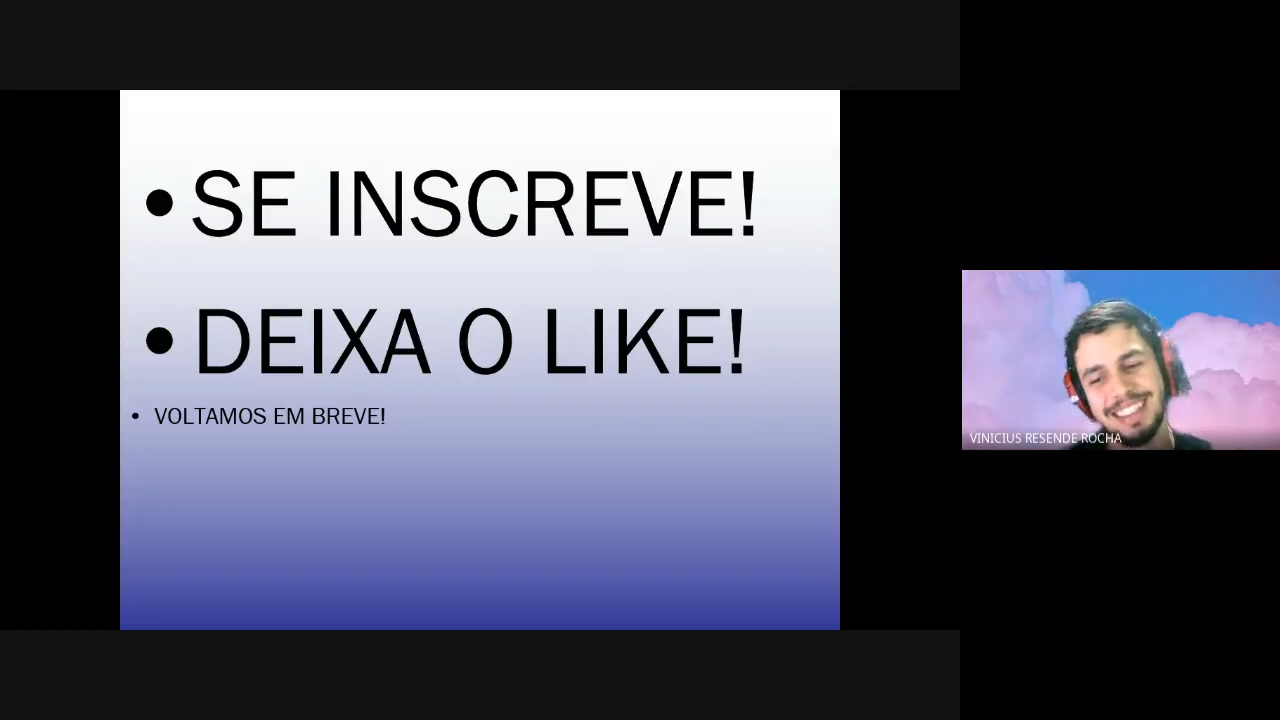 • SE INSCREVE!
• DEIXA O LIKE!
• VOLTAMOS EM BREVE!
VINICIUS RESENDE ROCHA